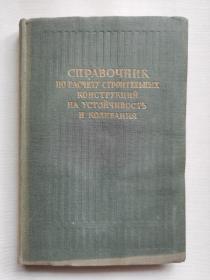 СПРАВОЧНИК
ПО РАСЧЕТУ СТРОИТЕЛЬНЫХ
КОНСТРУКЦИЙ
НА УСТОЙЧИВОСТЬ
И КОЛЕБАНИЯ